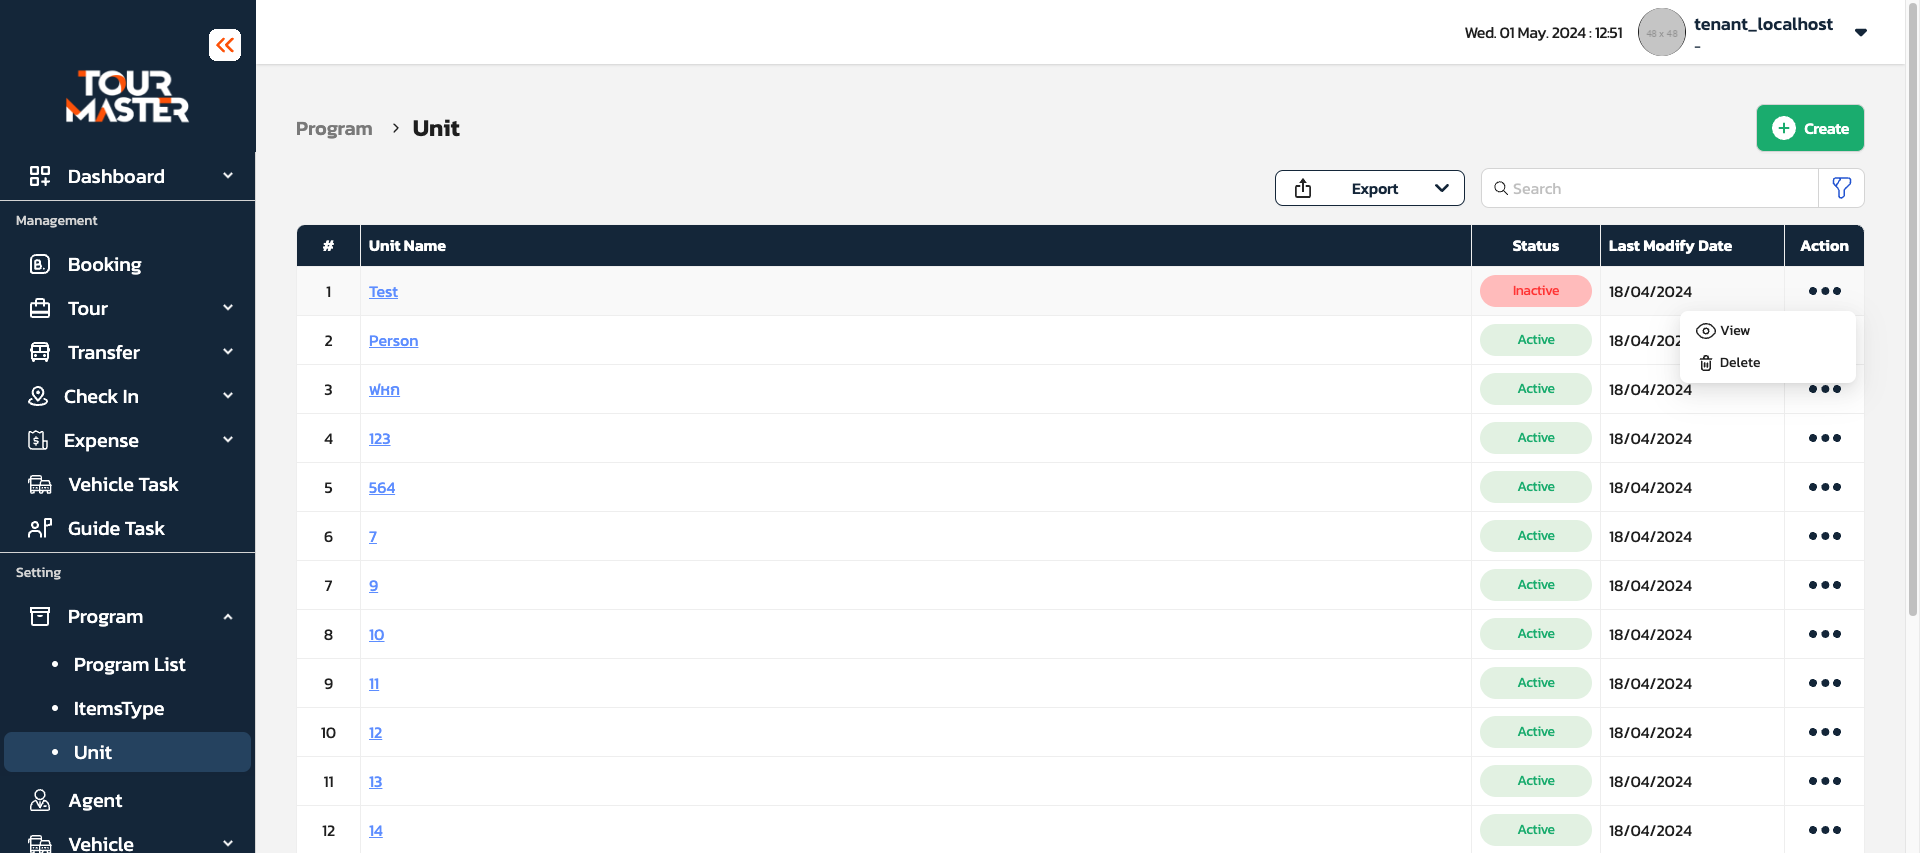 Wed. 01 May. 2024 : 12:51
48 x 48
tenant_localhost
-
TOUR
MASTER
Dashboard
Management
Booking
Tour
Transfer
Check In
Expense
Vehicle Task
Guide Task
Setting
Program
Program List
ItemsType
Unit
Agent
Vehicle
Program > Unit
Create
Export
Search
# Unit Name Status Last Modify Date Action
1 Test Inactive 18/04/2024
View
Delete
2 Person Active 18/04/202
3 ฟหก Active 18/04/2024
4 123 Active 18/04/2024
5 564 Active 18/04/2024
6 7 Active 18/04/2024
7 9 Active 18/04/2024
8 10 Active 18/04/2024
9 11 Active 18/04/2024
10 12 Active 18/04/2024
11 13 Active 18/04/2024
12 14 Active 18/04/2024